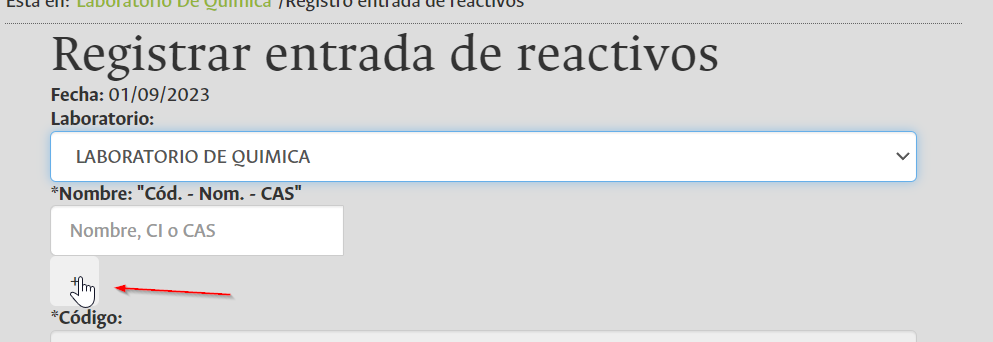 Está en: Laboratorio De Química /Registro entrada de reactivos
Registrar entrada de reactivos
Fecha: 01/09/2023
Laboratorio:
LABORATORIO DE QUIMICA
*Nombre: "Cód. - Nom. - CAS"
Nombre, CI o CAS
+
*Código: